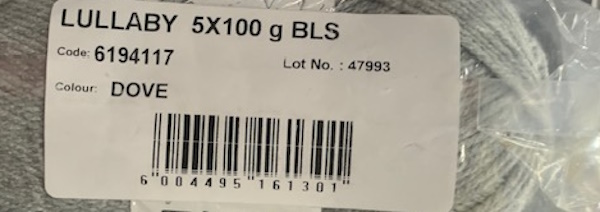 LULLABY 5X100 g BLS
Code: 6194117
Lot No. : 47993
Colour: DOVE
6"004495"161301"